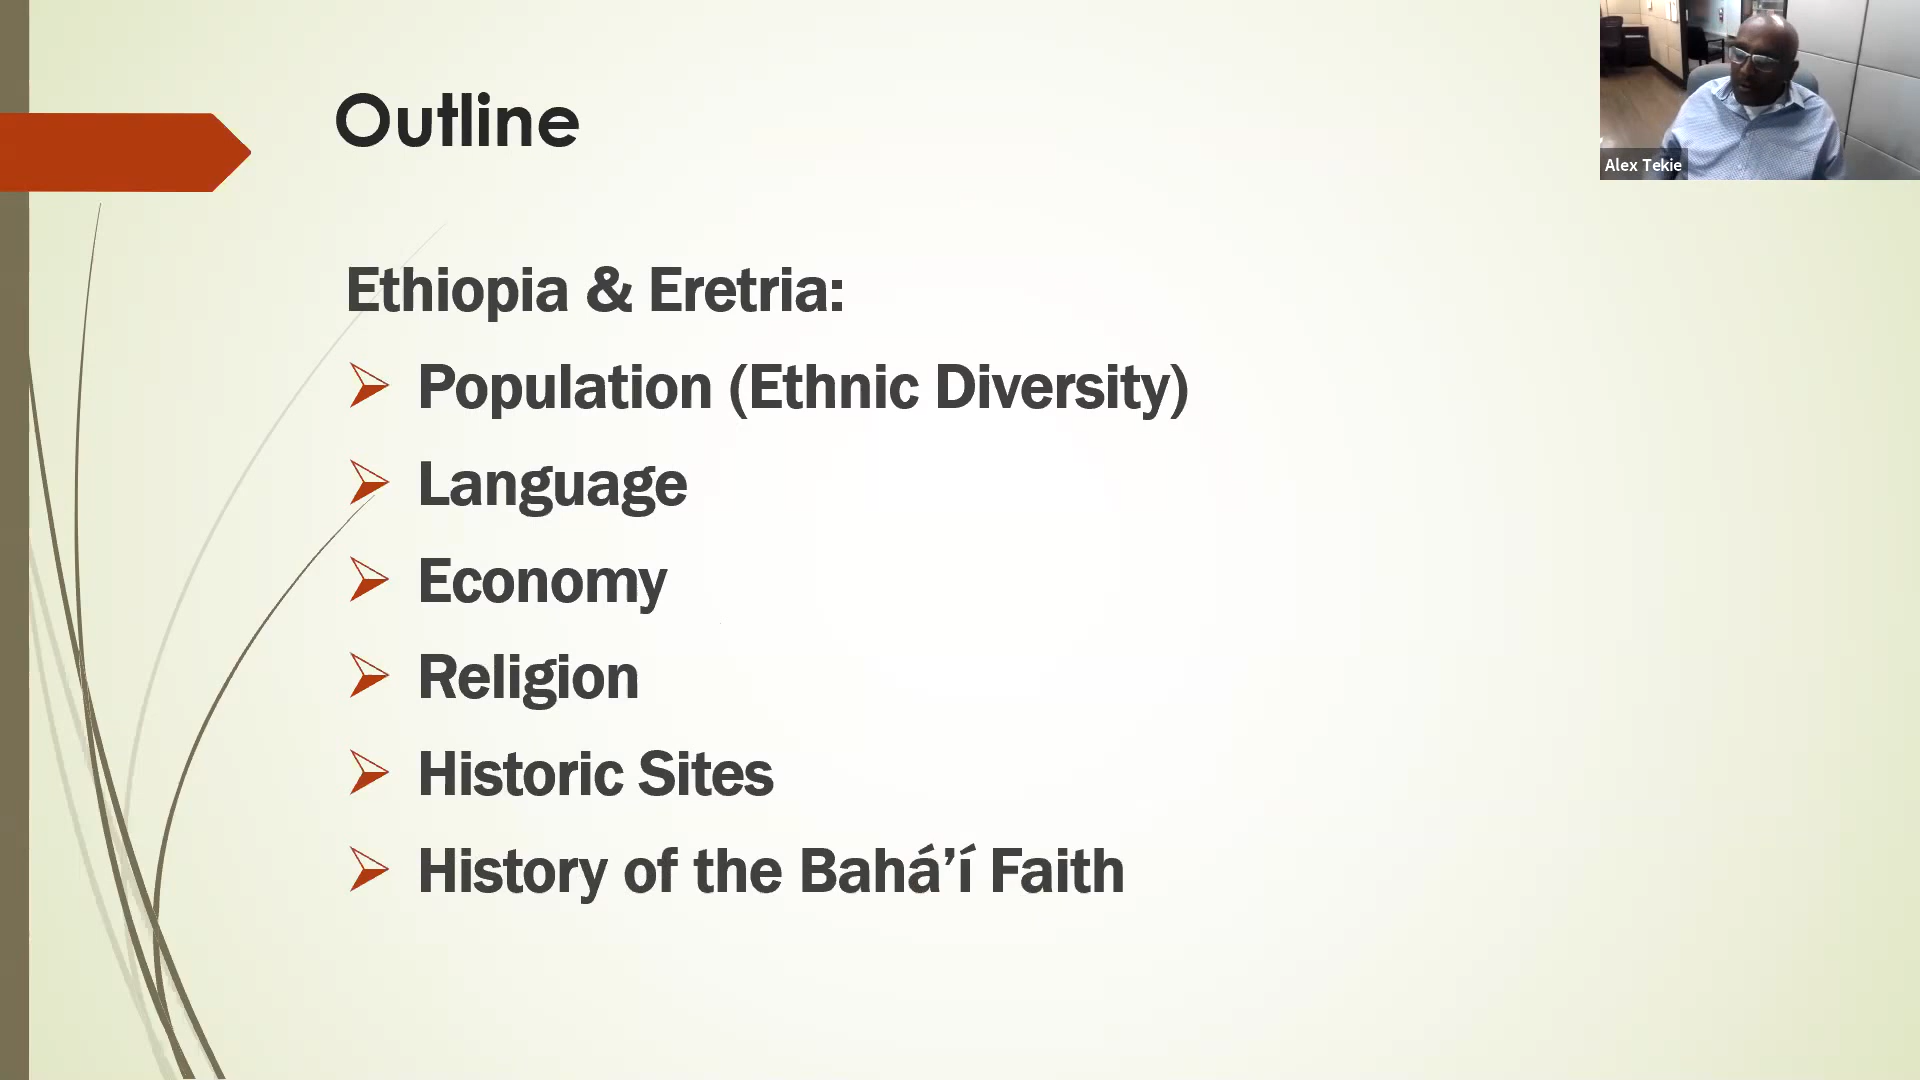 Outline
Ethiopia & Eretria:
Population (Ethnic Diversity)
Language
Economy
Religion
Historic Sites
History of the Bahá’í Faith
Alex Tekie